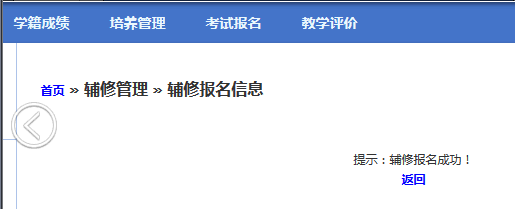 学籍成绩 培养管理 考试报名 教学评价
首页 » 辅修管理 » 辅修报名信息
提示：辅修报名成功！
返回